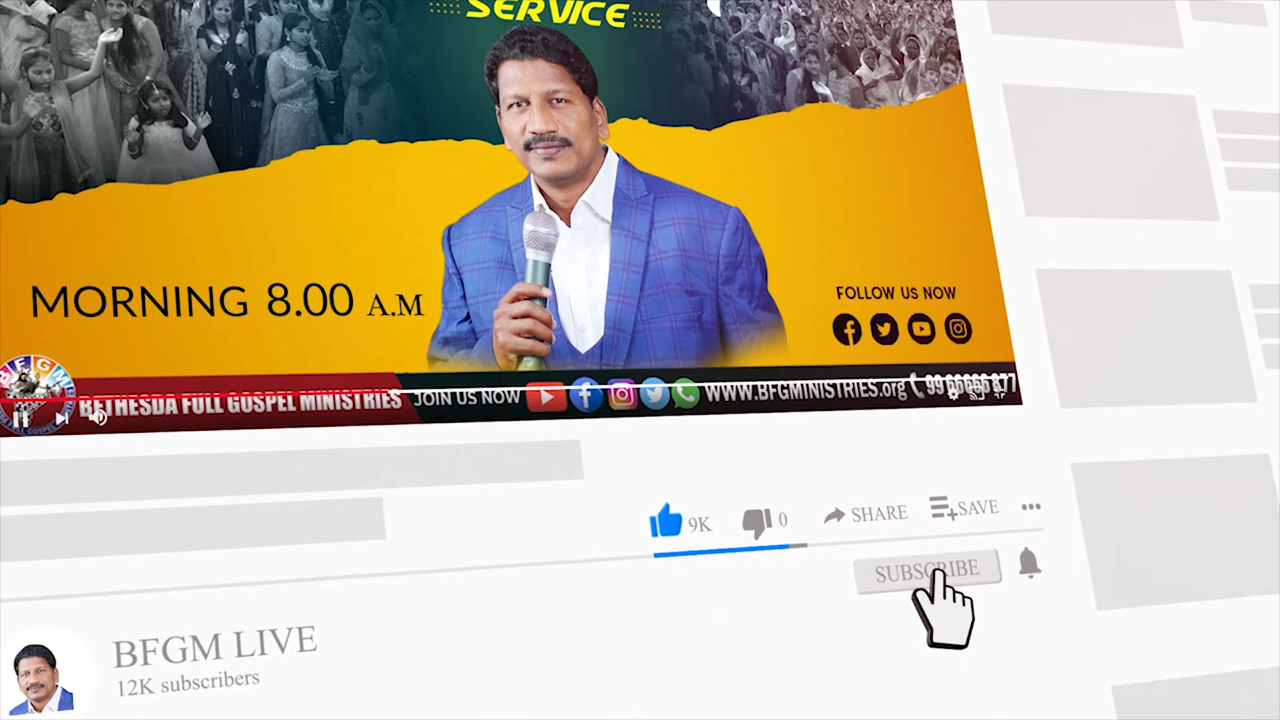 SERVICE
MORNING 8.00 A.M
FOLLOW US NOW
BFGM
BETHESDA FULL GOSPEL MINISTRIES JOIN US NOW WWW.BFGMINISTRIES.org
9K 0 SHARE SAVE
SUBSCRIBE
BFGM LIVE
12K subscribers